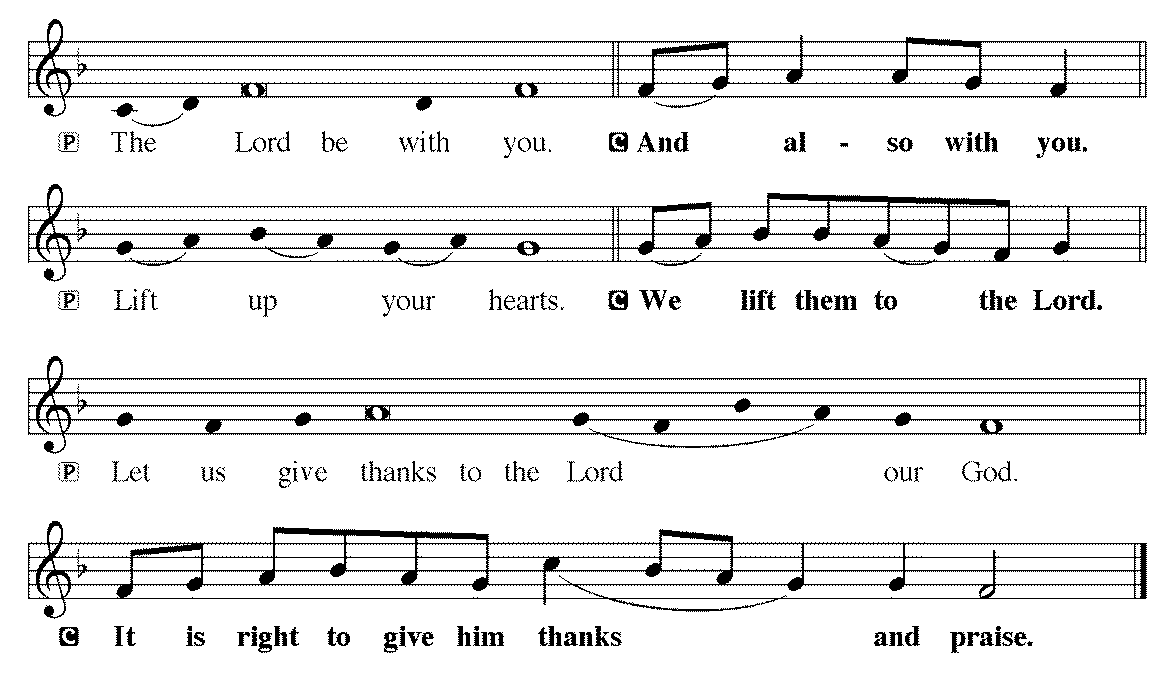 P The Lord be with you. C And al - so with you.
P Lift up your hearts. C We lift them to the Lord.
P Let us give thanks to the Lord our God.
C It is right to give him thanks and praise.